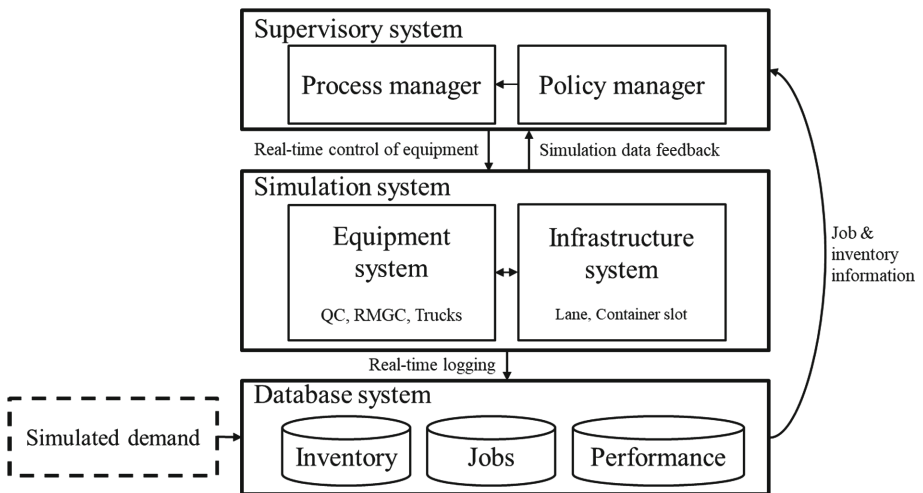 Supervisory system
Process manager
Policy manager
Real-time control of equipment
Simulation data feedback
Simulation system
Equipment
system
QC, RMGC, Trucks
Infrastructure
system
Lane, Container slot
Job &
inventory
information
Real-time logging
Database system
Simulated demand
Inventory
Jobs
Performance